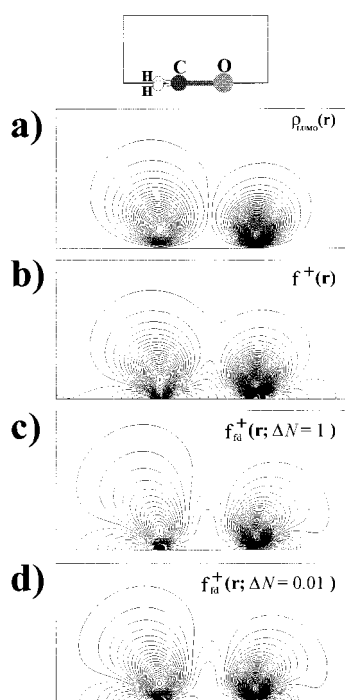 C O
H
H
a) ρLUMO(r)
b) f+(r)
c) f+fd(r; ΔN = 1 )
d) f+fd(r; ΔN = 0.01 )